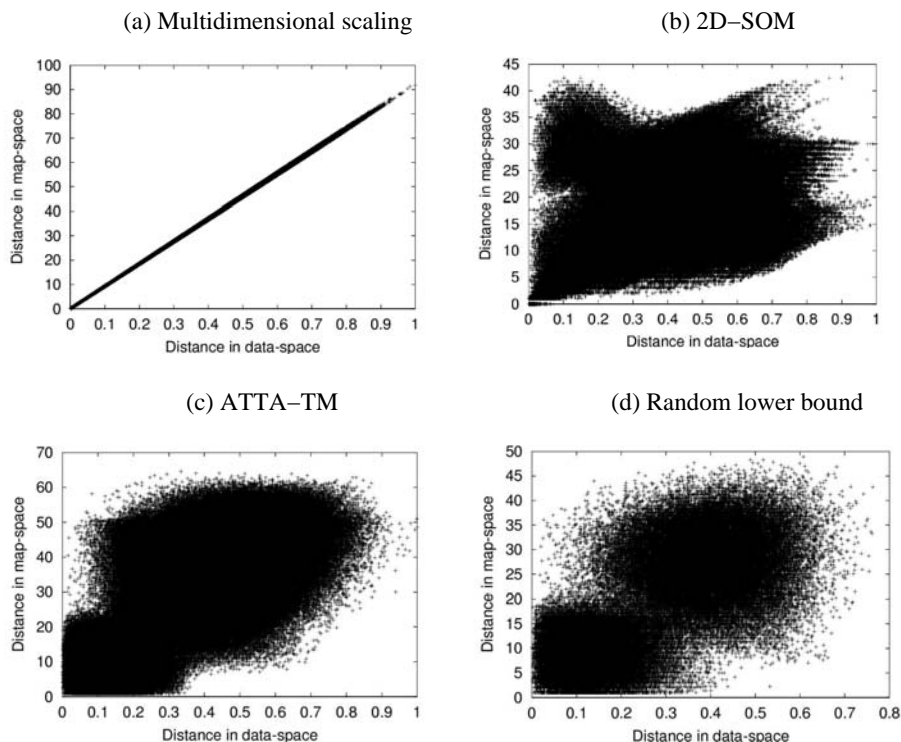 (a) Multidimensional scaling
(b) 2D–SOM
100
90
80
70
60
50
40
30
20
10
0
Distance in map-space
0 0.1 0.2 0.3 0.4 0.5 0.6 0.7 0.8 0.9 1
Distance in data-space
45
40
35
30
25
20
15
10
5
0
Distance in map-space
0 0.1 0.2 0.3 0.4 0.5 0.6 0.7 0.8 0.9 1
Distance in data-space
(c) ATTA–TM
(d) Random lower bound
70
60
50
40
30
20
10
0
Distance in map-space
0 0.1 0.2 0.3 0.4 0.5 0.6 0.7 0.8 0.9 1
Distance in data-space
50
45
40
35
30
25
20
15
10
5
0
Distance in map-space
0 0.1 0.2 0.3 0.4 0.5 0.6 0.7 0.8
Distance in data-space